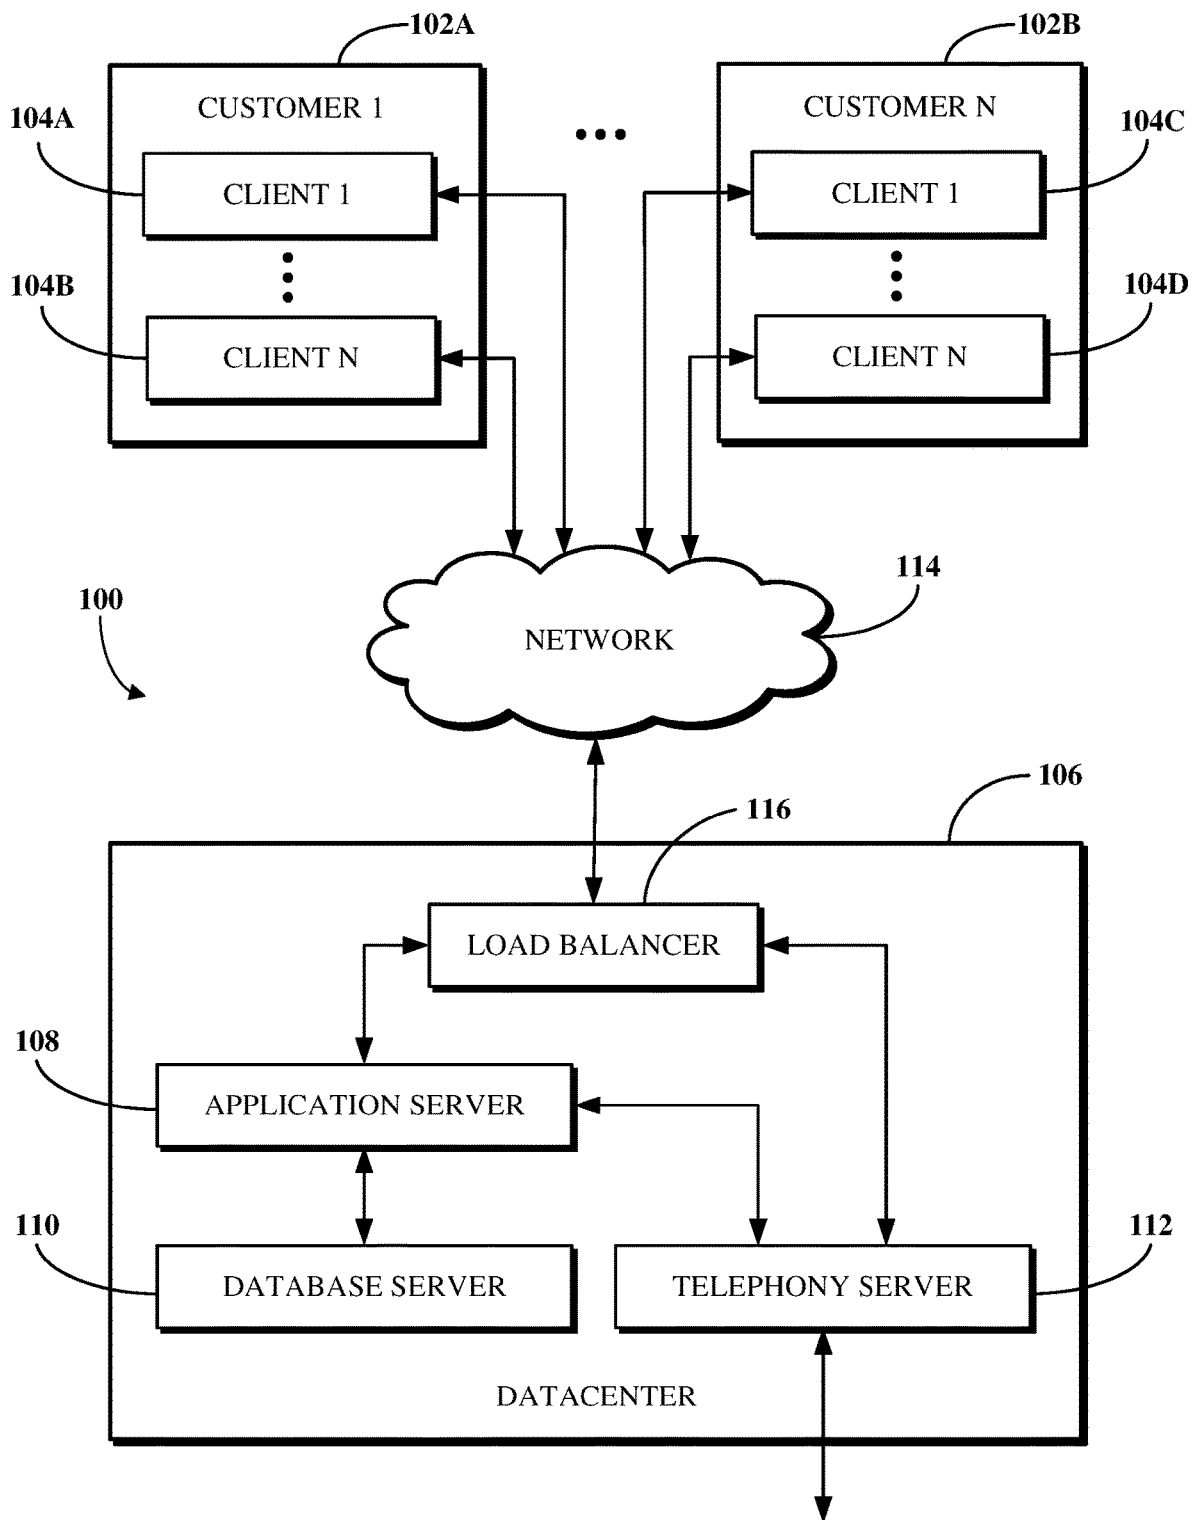 102A
102B
CUSTOMER 1
CUSTOMER N
104A
104C
CLIENT 1
CLIENT 1
104B
104D
CLIENT N
CLIENT N
114
100
NETWORK
106
116
LOAD BALANCER
108
APPLICATION SERVER
110
112
DATABASE SERVER
TELEPHONY SERVER
DATACENTER